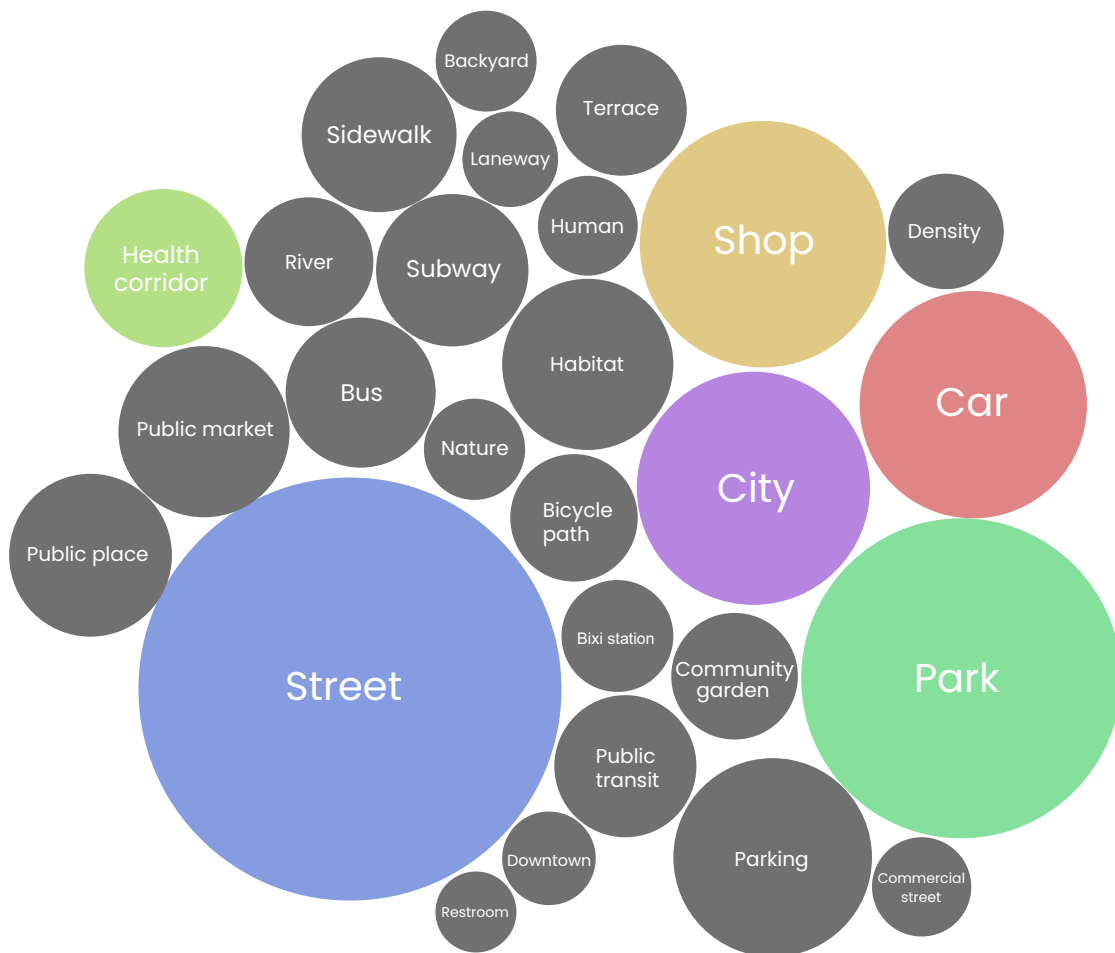 Backyard
Terrace
Sidewalk
Laneway
Human
Shop
Density
Health
corridor
River
Subway
Habitat
Bus
Car
Public market
Nature
City
Bicycle
path
Public place
Bixi station
Community
garden
Park
Street
Public
transit
Parking
Downtown
Commercial
street
Restroom